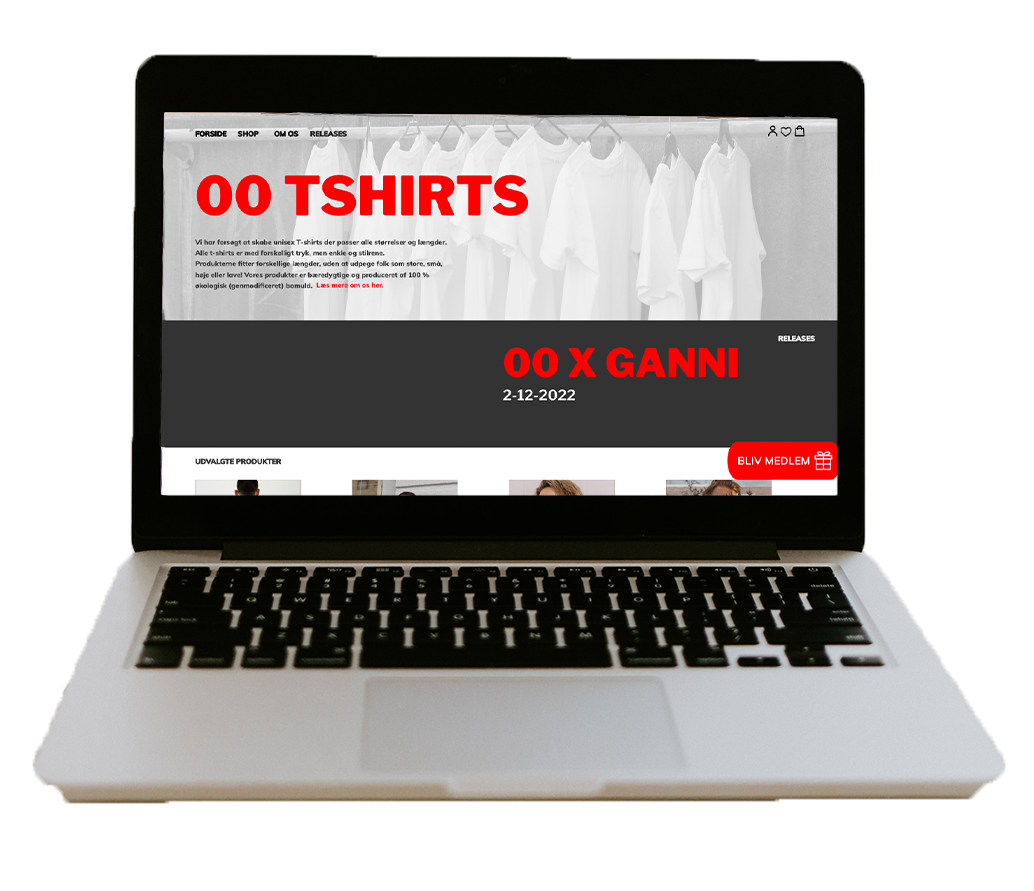 FORSIDE SHOP OM OS RELEASES
00 TSHIRTS
Vi har forsøgt at skabe unisex T-shirts der passer alle størrelser og længder.
Alle t-shirts er med forskelligt tryk, men enkle og stilrene.
Produkterne fitter forskellige længder, uden at udpege folk som store, små,
høje eller lave! Vores produkter er bæredygtige og produceret af 100 %
økologisk (genmodificeret) bomuld. Læs mere om os her.
RELEASES
00 X GANNI
2-12-2022
BLIV MEDLEM
UDVALGTE PRODUKTER
delete
Q W E R T Y U I O P
return
A S D F G H J K L
Z X C V B N M